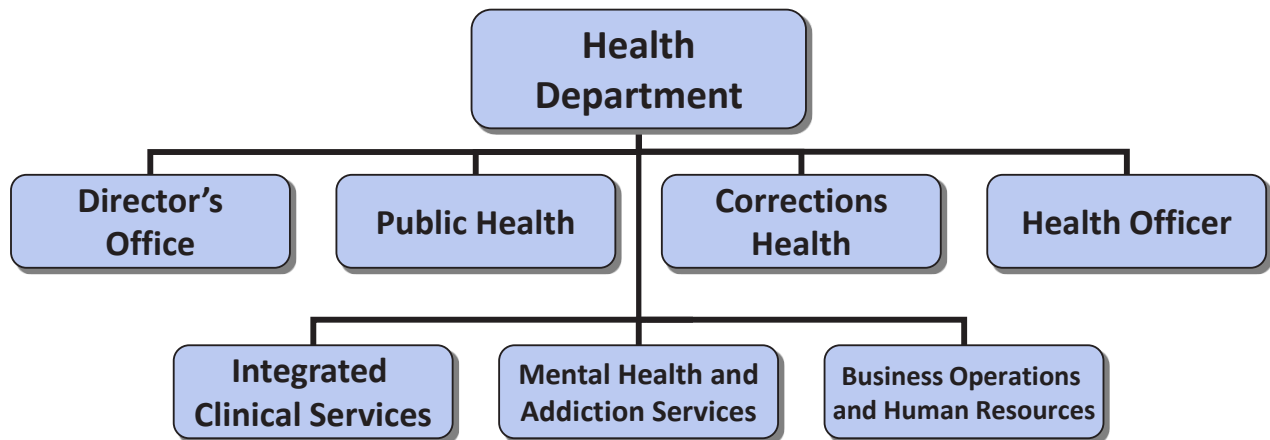 Health
Department
Director’s
Office
Public Health
Corrections
Health
Health Officer
Integrated
Clinical Services
Mental Health and
Addiction Services
Business Operations
and Human Resources